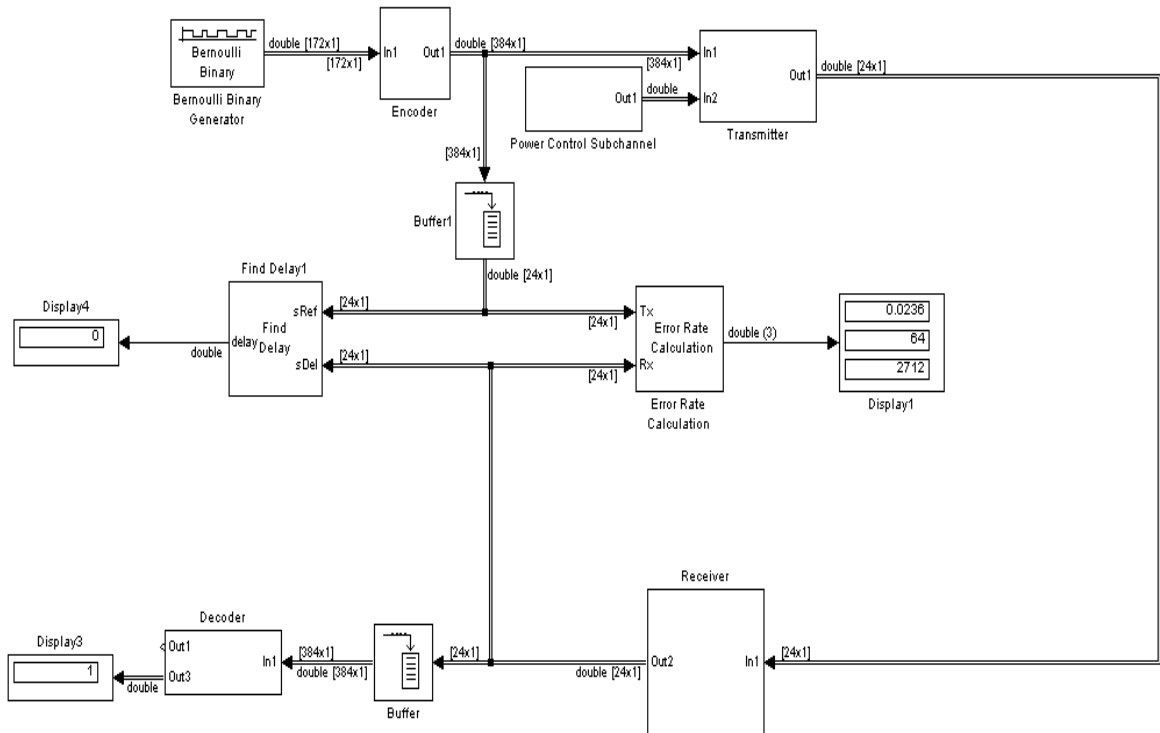 Bernoulli
Binary
Bernoulli Binary
Generator
double [172x1]
[172x1]
In1
Out1
Encoder
double [384x1]
[384x1]
In1
In2
Out1
Transmitter
double [24x1]
Out1
double
Power Control Subchannel
[384x1]
Buffer1
double [24x1]
Find Delay1
sRef
Find
delay
Delay
sDel
[24x1]
[24x1]
Display4
0
double
[24x1]
[24x1]
Tx
Error Rate
Calculation
Rx
Error Rate
Calculation
double (3)
0.0236
64
2712
Display1
Receiver
Out2
In1
[24x1]
double [24x1]
[24x1]
Buffer
[384x1]
double [384x1]
Decoder
Out1
In1
Out3
Display3
1
double